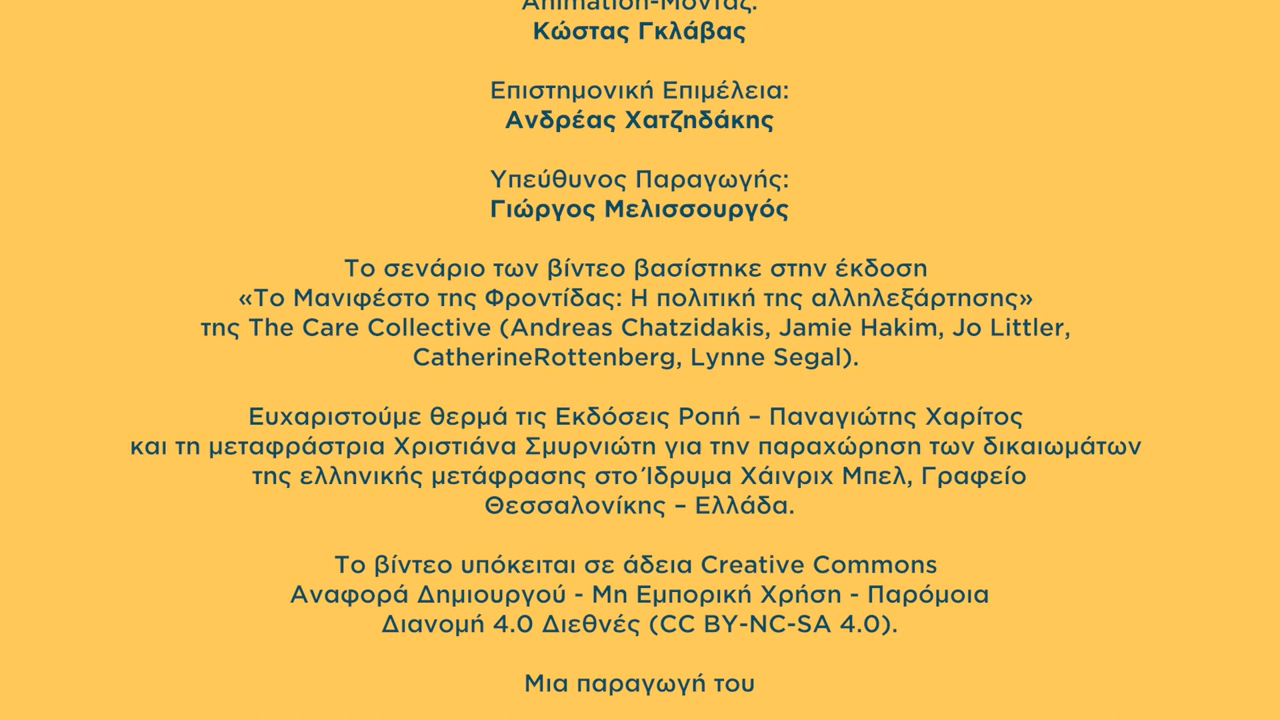 Animation-Μοντάζ:
Κώστας Γκλάβας
Επιστημονική Επιμέλεια:
Ανδρέας Χατζηδάκης
Υπεύθυνος Παραγωγής:
Γιώργος Μελισσουργός
Το σενάριο των βίντεο βασίστηκε στην έκδοση
«Το Μανιφέστο της Φροντίδας: Η πολιτική της αλληλεξάρτησης»
της The Care Collective (Andreas Chatzidakis, Jamie Hakim, Jo Littler,
CatherineRottenberg, Lynne Segal).
Ευχαριστούμε θερμά τις Εκδόσεις Ροπή – Παναγιώτης Χαρίτος
και τη μεταφράστρια Χριστιάνα Σμυρνιώτη για την παραχώρηση των δικαιωμάτων
της ελληνικής μετάφρασης στο Ίδρυμα Χάινριχ Μπελ, Γραφείο
Θεσσαλονίκης – Ελλάδα.
Το βίντεο υπόκειται σε άδεια Creative Commons
Αναφορά Δημιουργού - Μη Εμπορική Χρήση - Παρόμοια
Διανομή 4.0 Διεθνές (CC BY-NC-SA 4.0).
Μια παραγωγή του